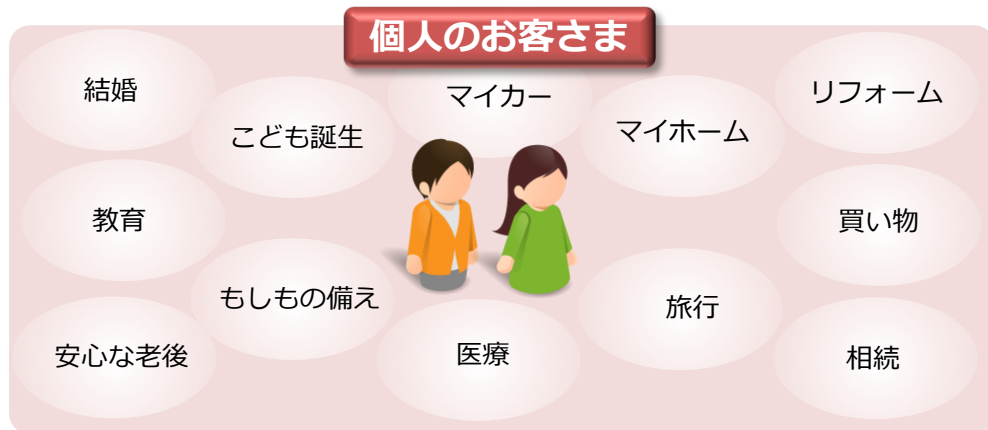 個人のお客さま
結婚
こども誕生
マイカー
マイホーム
リフォーム
教育
買い物
もしもの備え
旅行
安心な老後
医療
相続